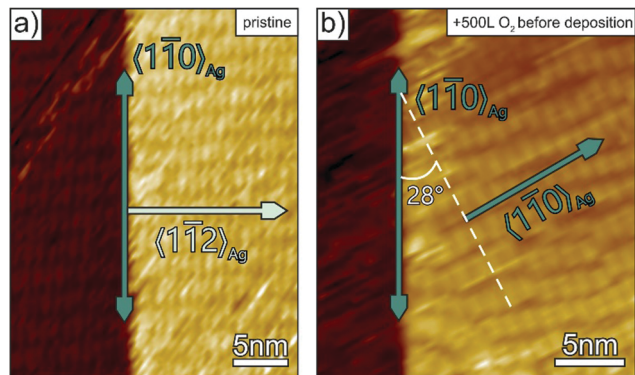 a)
pristine
⟨11̅0⟩Ag
⟨11̅2⟩Ag
5nm
b)
+500L O₂ before deposition
⟨11̅0⟩Ag
28°
⟨11̅0⟩Ag
5nm